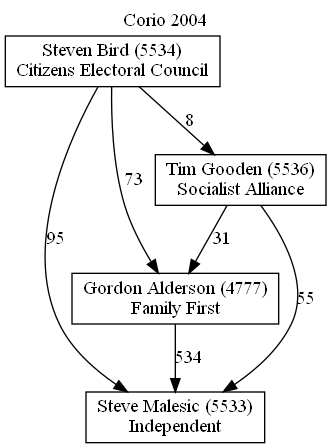 Corio 2004
Steven Bird (5534)
Citizens Electoral Council
8
Tim Gooden (5536)
Socialist Alliance
73
95
31
Gordon Alderson (4777)
Family First
55
534
Steve Malesic (5533)
Independent